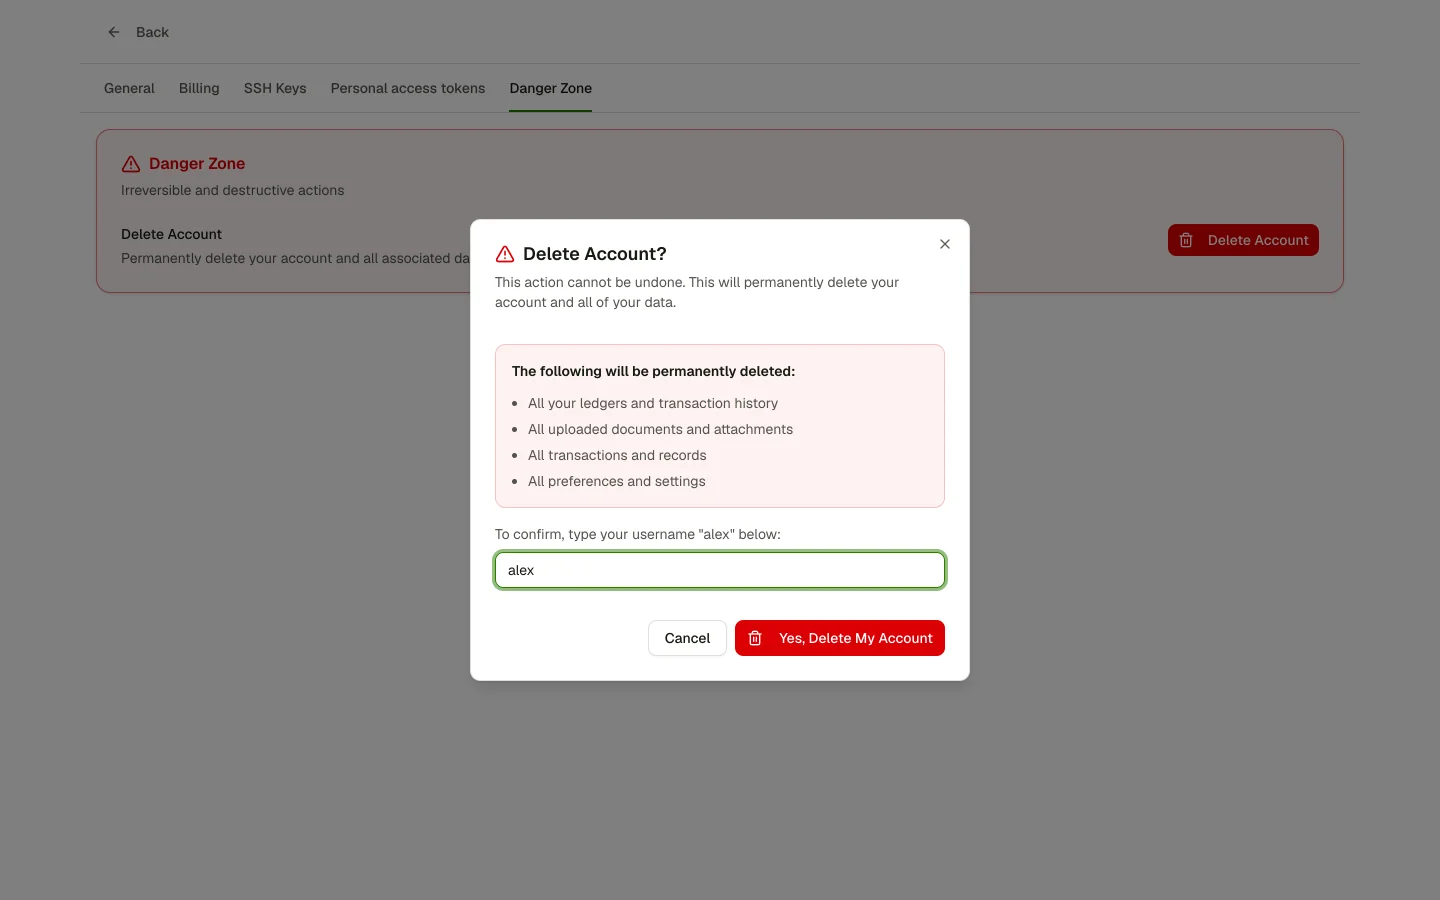 Back
General
Billing
SSH Keys
Personal access tokens
Danger Zone
Danger Zone
Irreversible and destructive actions
Delete Account
Permanently delete your account and all associated da
Delete Account
Delete Account?
This action cannot be undone. This will permanently delete your
account and all of your data.
The following will be permanently deleted:
All your ledgers and transaction history
All uploaded documents and attachments
All transactions and records
All preferences and settings
To confirm, type your username "alex" below:
alex
Cancel
Yes, Delete My Account